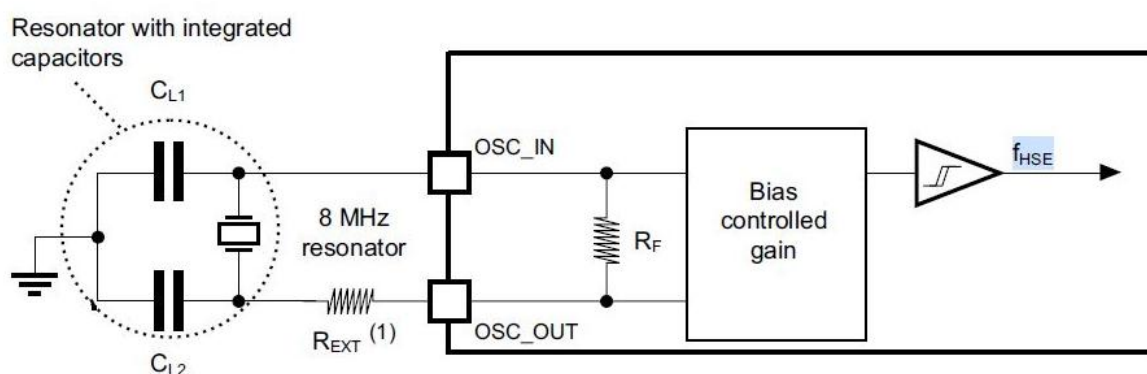 Resonator with integrated
capacitors
CL1
OSC_IN
fHSE
8 MHz
resonator
RF
Bias
controlled
gain
REXT (1)
OSC_OUT
CL2